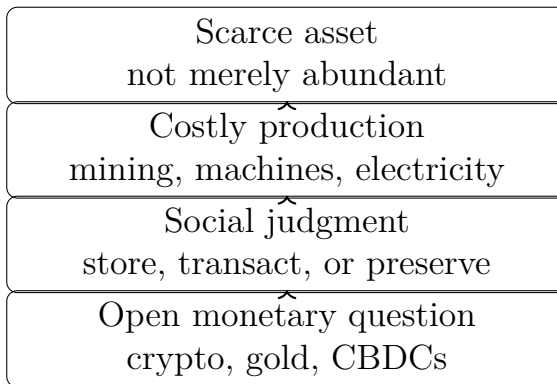 Scarce asset
not merely abundant
Costly production
mining, machines, electricity
Social judgment
store, transact, or preserve
Open monetary question
crypto, gold, CBDCs